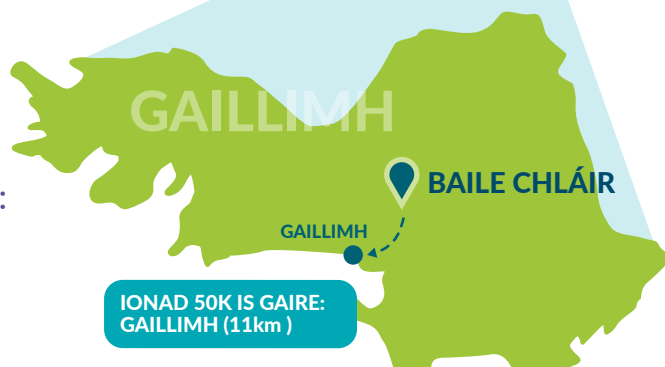 GAILLIMH
:
BAILE CHLÁIR
GAILLIMH
IONAD 50K IS GAIRE:
GAILLIMH (11km )